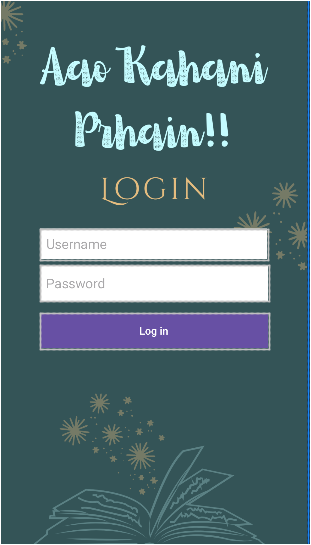 Aao Kahani
Prhain!!
Login
Username
Password
Log in